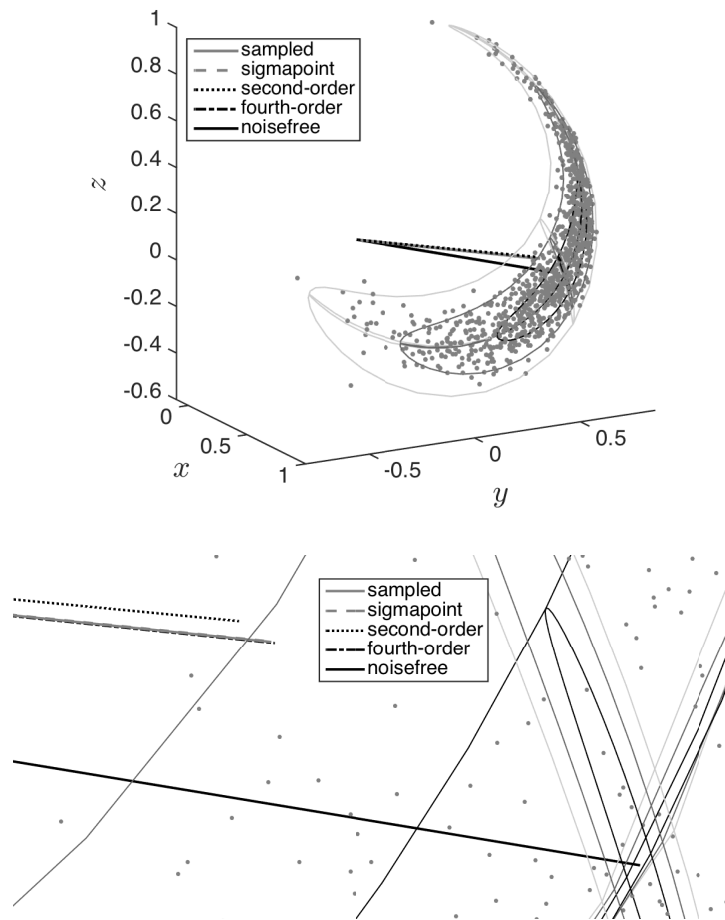 1
0.8
0.6
0.4
0.2
0
-0.2
-0.4
-0.6
z
sampled
sigmapoint
second-order
fourth-order
noisefree
0
0.5
1
x
-0.5
0
0.5
y
sampled
sigmapoint
second-order
fourth-order
noisefree